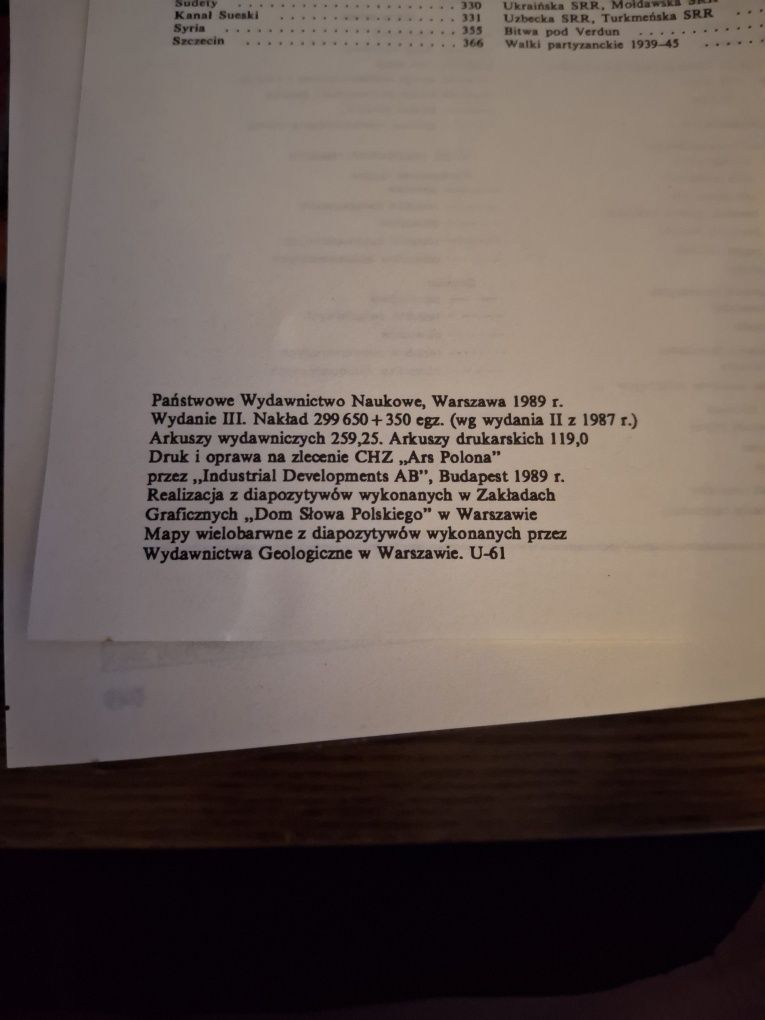 Sudety . . . . . . . . . . . . . . . . . . . 330
Kanał Sueski . . . . . . . . . . . . . . . . 331
Syria . . . . . . . . . . . . . . . . . . . . 355
Szczecin . . . . . . . . . . . . . . . . . . 366
Ukraińska SRR, Mołdawska SRR
Uzbecka SRR, Turkmeńska SRR . . .
Bitwa pod Verdun . . . . . . . . . .
Walki partyzanckie 1939–45 . . . . .
Państwowe Wydawnictwo Naukowe, Warszawa 1989 r.
Wydanie III. Nakład 299 650 + 350 egz. (wg wydania II z 1987 r.)
Arkuszy wydawniczych 259,25. Arkuszy drukarskich 119,0
Druk i oprawa na zlecenie CHZ „Ars Polona”
przez „Industrial Developments AB”, Budapest 1989 r.
Realizacja z diapozytywów wykonanych w Zakładach
Graficznych „Dom Słowa Polskiego” w Warszawie
Mapy wielobarwne z diapozytywów wykonanych przez
Wydawnictwa Geologiczne w Warszawie. U-61